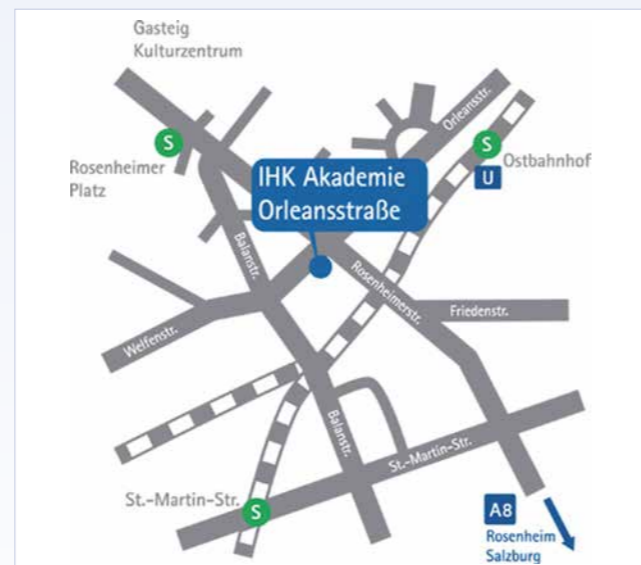 Gasteig
Kulturzentrum
Orleansstr.
S
S
Rosenheimer
Platz
Ostbahnhof
U
IHK Akademie
Orleansstraße
Balanstr.
Rosenheimerstr.
Friedenstr.
Welfenstr.
Balanstr.
St.-Martin-Str.
St.-Martin-Str.
S
A8
Rosenheim
Salzburg